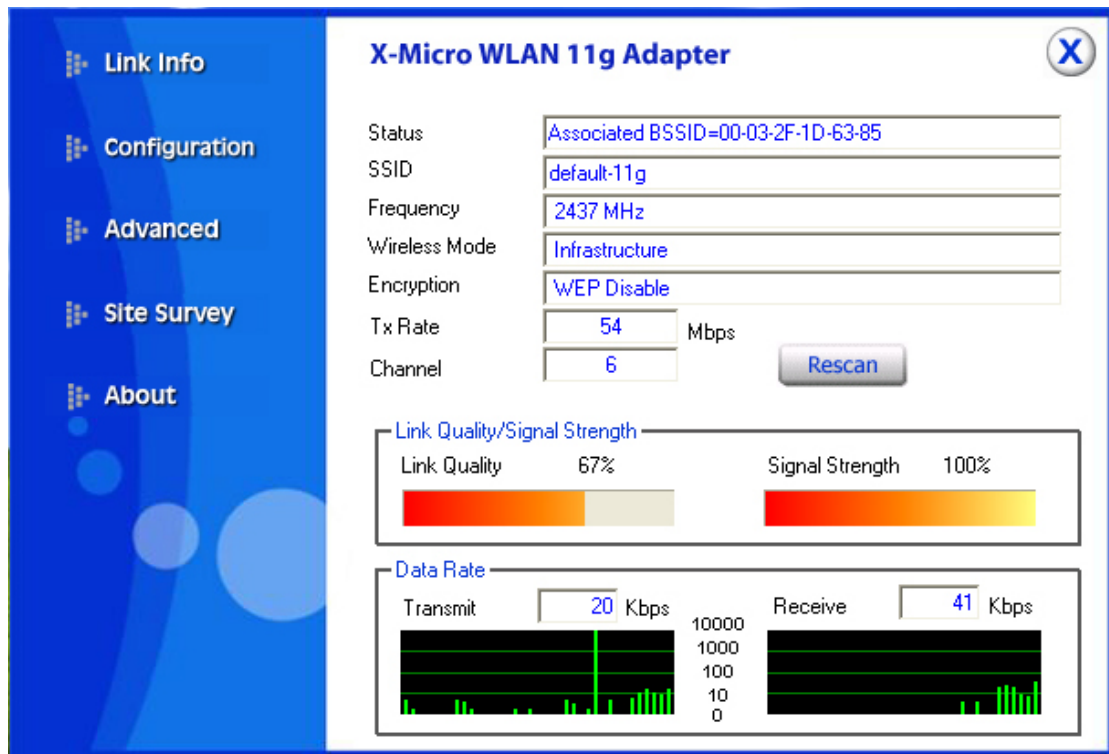 Link Info
Configuration
Advanced
Site Survey
About
X-Micro WLAN 11g Adapter
X
Status Associated BSSID=00-03-2F-1D-63-85
SSID default-11g
Frequency 2437 MHz
Wireless Mode Infrastructure
Encryption WEP Disable
Tx Rate 54 Mbps
Channel 6 Rescan
Link Quality/Signal Strength
Link Quality 67% Signal Strength 100%
Data Rate
Transmit 20 Kbps Receive 41 Kbps
10000
1000
100
10
0